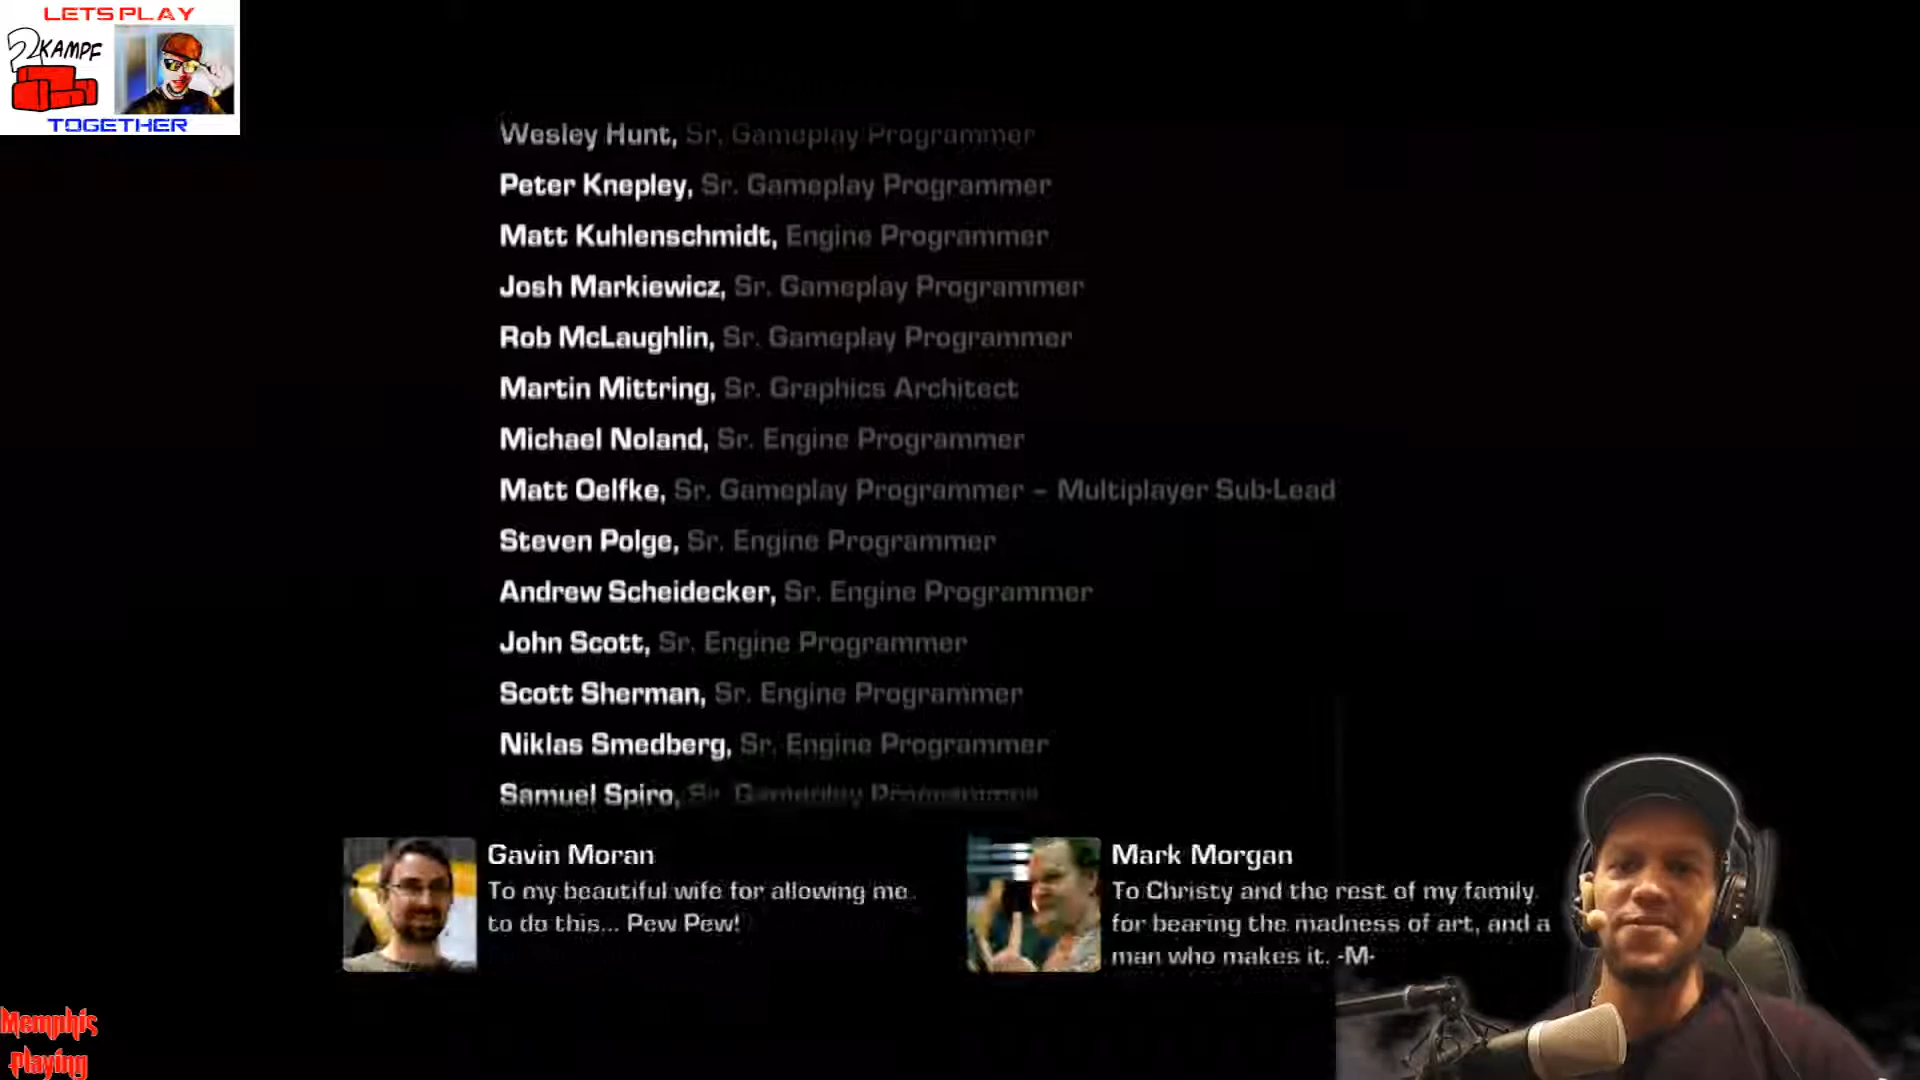 LETS PLAY
2KAMPF
TOGETHER
Wesley Hunt, Sr. Gameplay Programmer
Peter Knepley, Sr. Gameplay Programmer
Matt Kuhlenschmidt, Engine Programmer
Josh Markiewicz, Sr. Gameplay Programmer
Rob McLaughlin, Sr. Gameplay Programmer
Martin Mittring, Sr. Graphics Architect
Michael Noland, Sr. Engine Programmer
Matt Oelfke, Sr. Gameplay Programmer – Multiplayer Sub-Lead
Steven Polge, Sr. Engine Programmer
Andrew Scheidecker, Sr. Engine Programmer
John Scott, Sr. Engine Programmer
Scott Sherman, Sr. Engine Programmer
Niklas Smedberg, Sr. Engine Programmer
Samuel Spiro, Sr. Gameplay Programmer
Gavin Moran
To my beautiful wife for allowing me
to do this... Pew Pew!
Mark Morgan
To Christy and the rest of my family
for bearing the madness of art, and a
man who makes it. -M-
Memphis
Playing